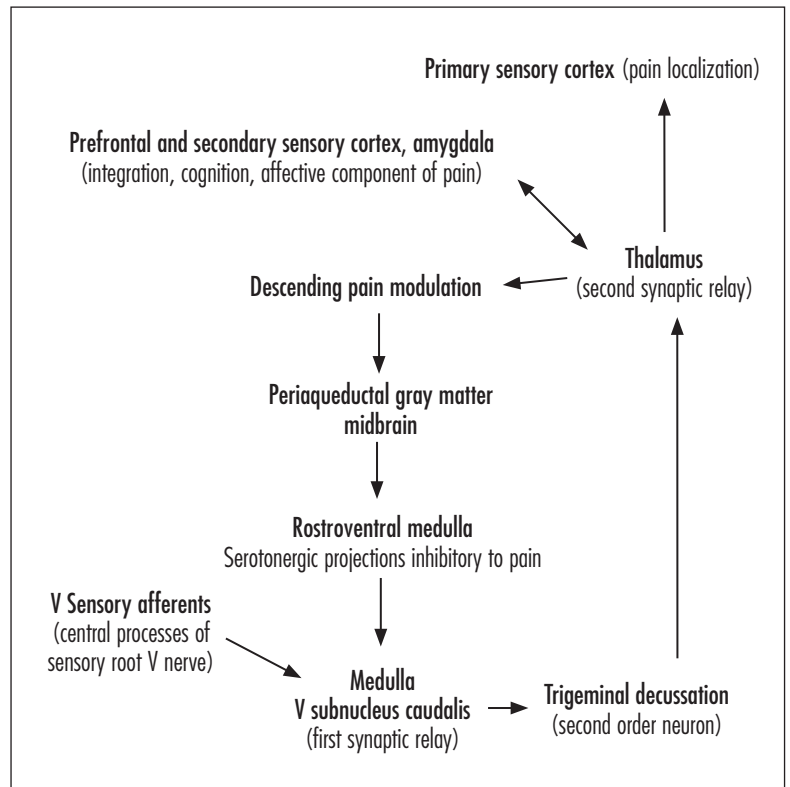 Primary sensory cortex (pain localization)
Prefrontal and secondary sensory cortex, amygdala
(integration, cognition, affective component of pain)
Thalamus
(second synaptic relay)
Descending pain modulation
Periaqueductal gray matter
midbrain
Rostroventral medulla
Serotonergic projections inhibitory to pain
V Sensory afferents
(central processes of
sensory root V nerve)
Medulla
V subnucleus caudalis
(first synaptic relay)
Trigeminal decussation
(second order neuron)